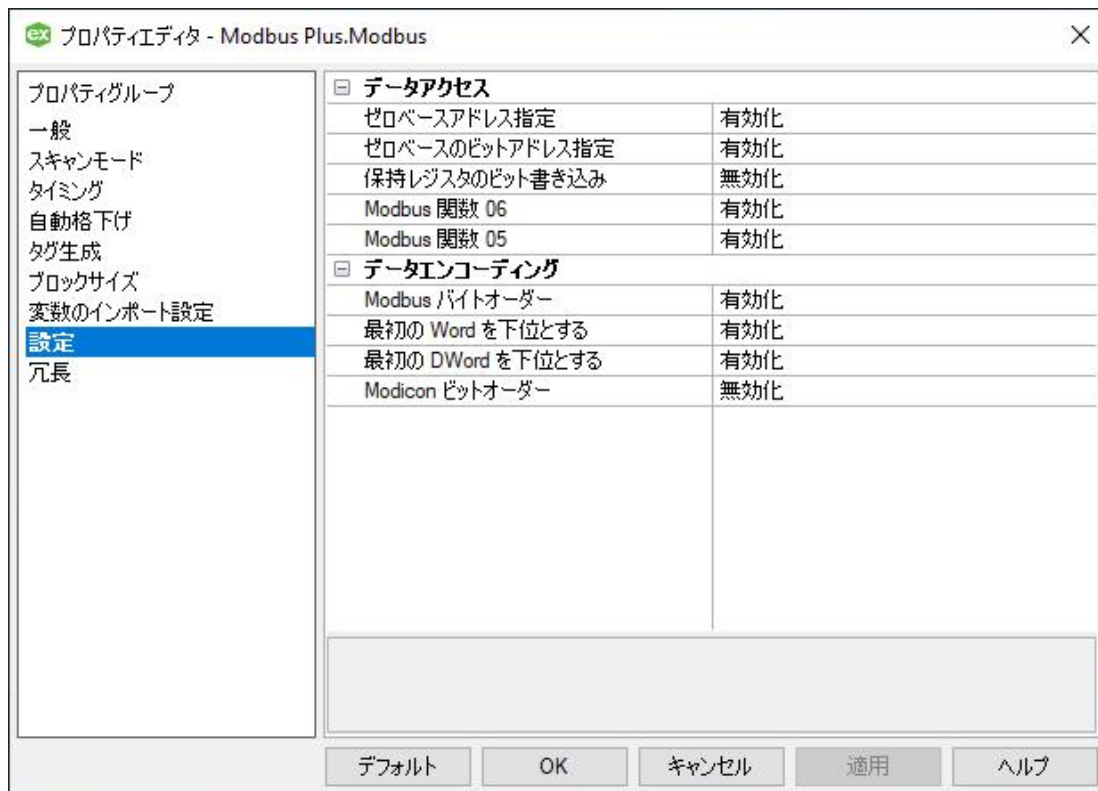 ex プロパティエディタ - Modbus Plus.Modbus
プロパティグループ
一般
スキャンモード
タイミング
自動格下げ
タグ生成
ブロックサイズ
変数のインポート設定
設定
冗長
データアクセス
ゼロベースアドレス指定 有効化
ゼロベースのビットアドレス指定 有効化
保持レジスタのビット書き込み 無効化
Modbus 関数 06 有効化
Modbus 関数 05 有効化
データエンコーディング
Modbus バイトオーダー 有効化
最初の Word を下位とする 有効化
最初の DWord を下位とする 有効化
Modicon ビットオーダー 無効化
デフォルト OK キャンセル 適用 ヘルプ